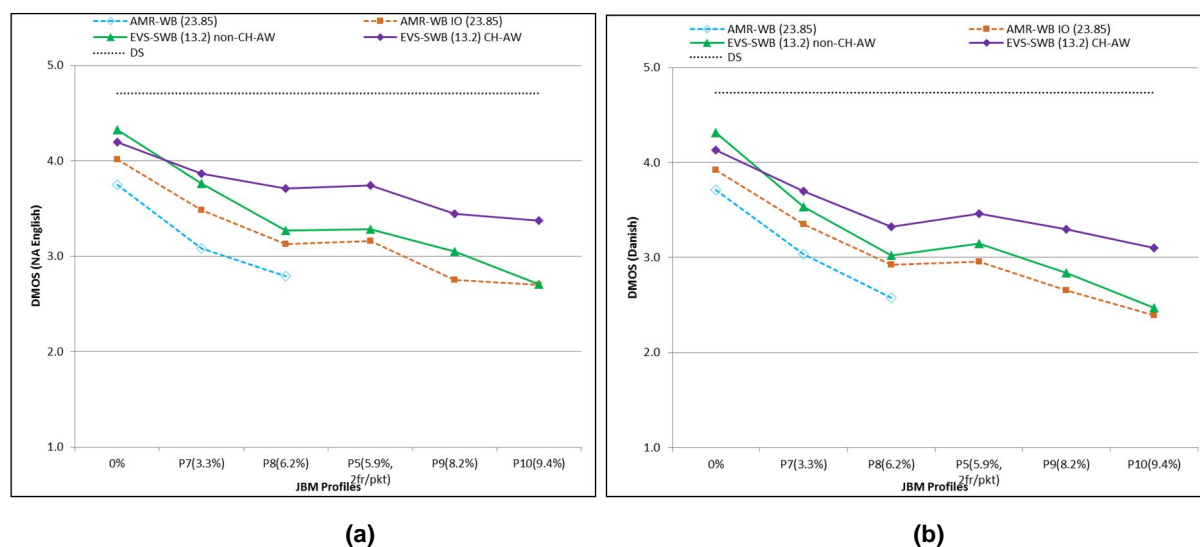 AMR-WB (23.85)
AMR-WB IO (23.85)
EVS-SWB (13.2) non-CH-AW
EVS-SWB (13.2) CH-AW
DS
5.0
4.0
3.0
2.0
1.0
DMOS (NA English)
0%
P7(3.3%)
P8(6.2%)
P5(5.9%,
2fr/pkt)
P9(8.2%)
P10(9.4%)
JBM Profiles
(a)
AMR-WB (23.85)
AMR-WB IO (23.85)
EVS-SWB (13.2) non-CH-AW
EVS-SWB (13.2) CH-AW
DS
5.0
4.0
3.0
2.0
1.0
DMOS (Danish)
0%
P7(3.3%)
P8(6.2%)
P5(5.9%,
2fr/pkt)
P9(8.2%)
P10(9.4%)
JBM Profiles
(b)